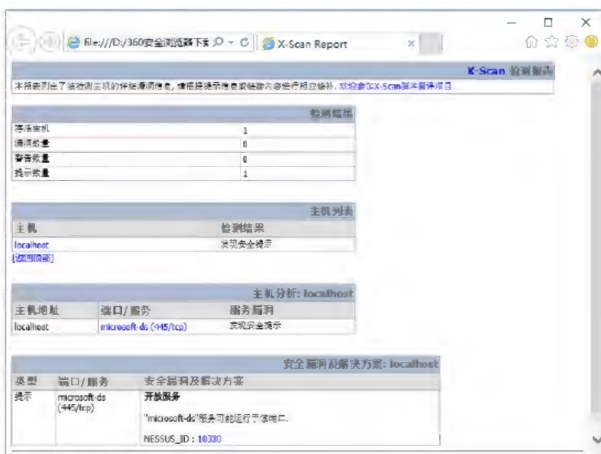 file:///D:/360安全浏览器下载
X-Scan Report
X-Scan 检测报告
本报表列出了被检测主机的详细漏洞信息, 请根据提示信息或链接内容进行相应修补. 欢迎参加X-Scan脚本翻译项目
检测结果
存活主机 1
漏洞数量 0
警告数量 0
提示数量 1
主机列表
主机 检测结果
localhost 发现安全提示
[返回顶部]
主机分析: localhost
主机地址 端口/服务 服务漏洞
localhost microsoft-ds (445/tcp) 发现安全提示
安全漏洞及解决方案: localhost
类型 端口/服务 安全漏洞及解决方案
提示 microsoft-ds (445/tcp) 开放服务
"microsoft-ds"服务可能运行于该端口.
NESSUS_ID : 10330